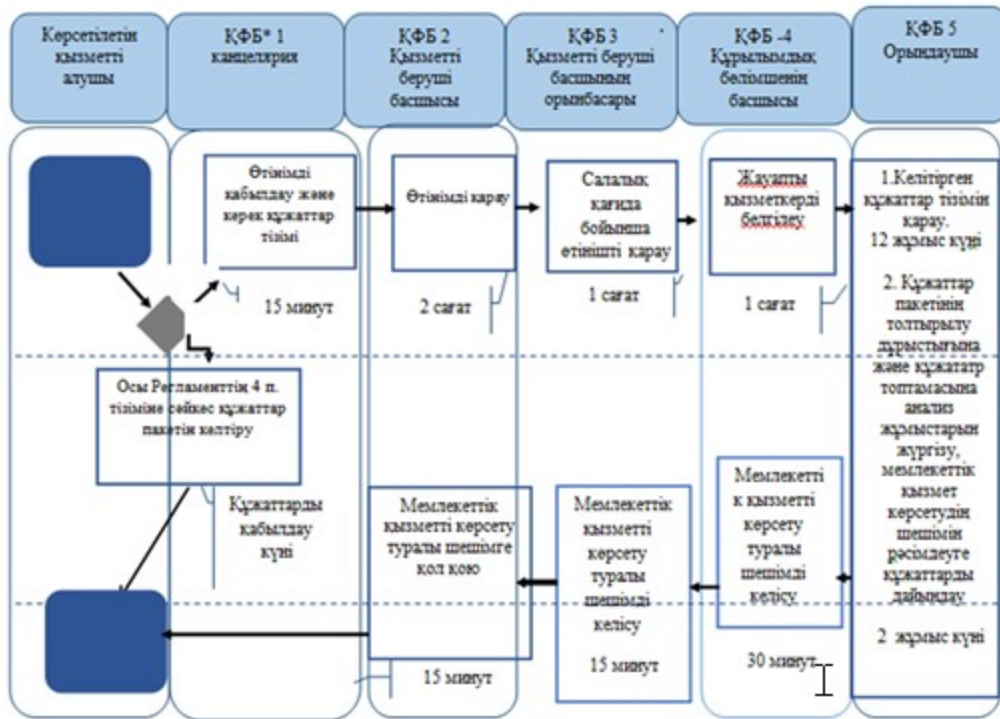 Көрсетілетін
қызметті
алушы
ҚФБ* 1
канцелярия
ҚФБ 2
Қызметті
беруші
басшысы
ҚФБ 3
Қызметті беруші
басшының
орынбасары
ҚФБ -4
Құрылымдық
бөлімшенің
басшысы
ҚФБ 5
Орындаушы
Өтінімді
қабылдау және
керек құжаттар
тізімі
15 минут
Өтінімді қарау
2 сағат
Салалық
қағида
бойынша
өтінішті қарау
1 сағат
Жауапты
қызметкерді
белгілеу
1 сағат
1.Келітірген
құжаттар тізімін
қарау.
12 жұмыс күні
2. Құжаттар
пакетінің
толтырылу
дұрыстығына
және құжататр
топтамасына
анализ
жұмыстарын
жүргізу,
мемлекеттік
қызмет
көрсетудің
шешімін
рәсімдеуге
құжаттарды
дайындау
2 жұмыс күні
Осы Регламенттің 4 п.
тізіміне сәйкес құжаттар
пакетін келтіру
Құжаттарды
қабылдау
күні
Мемлекеттік
қызметті көрсету
туралы шешімге
қол қою
15 минут
Мемлекеттік
қызметті
көрсету
туралы
шешімді
келісу
15 минут
Мемлекетті
к қызметті
көрсету
туралы
шешімді
келісу
30 минут